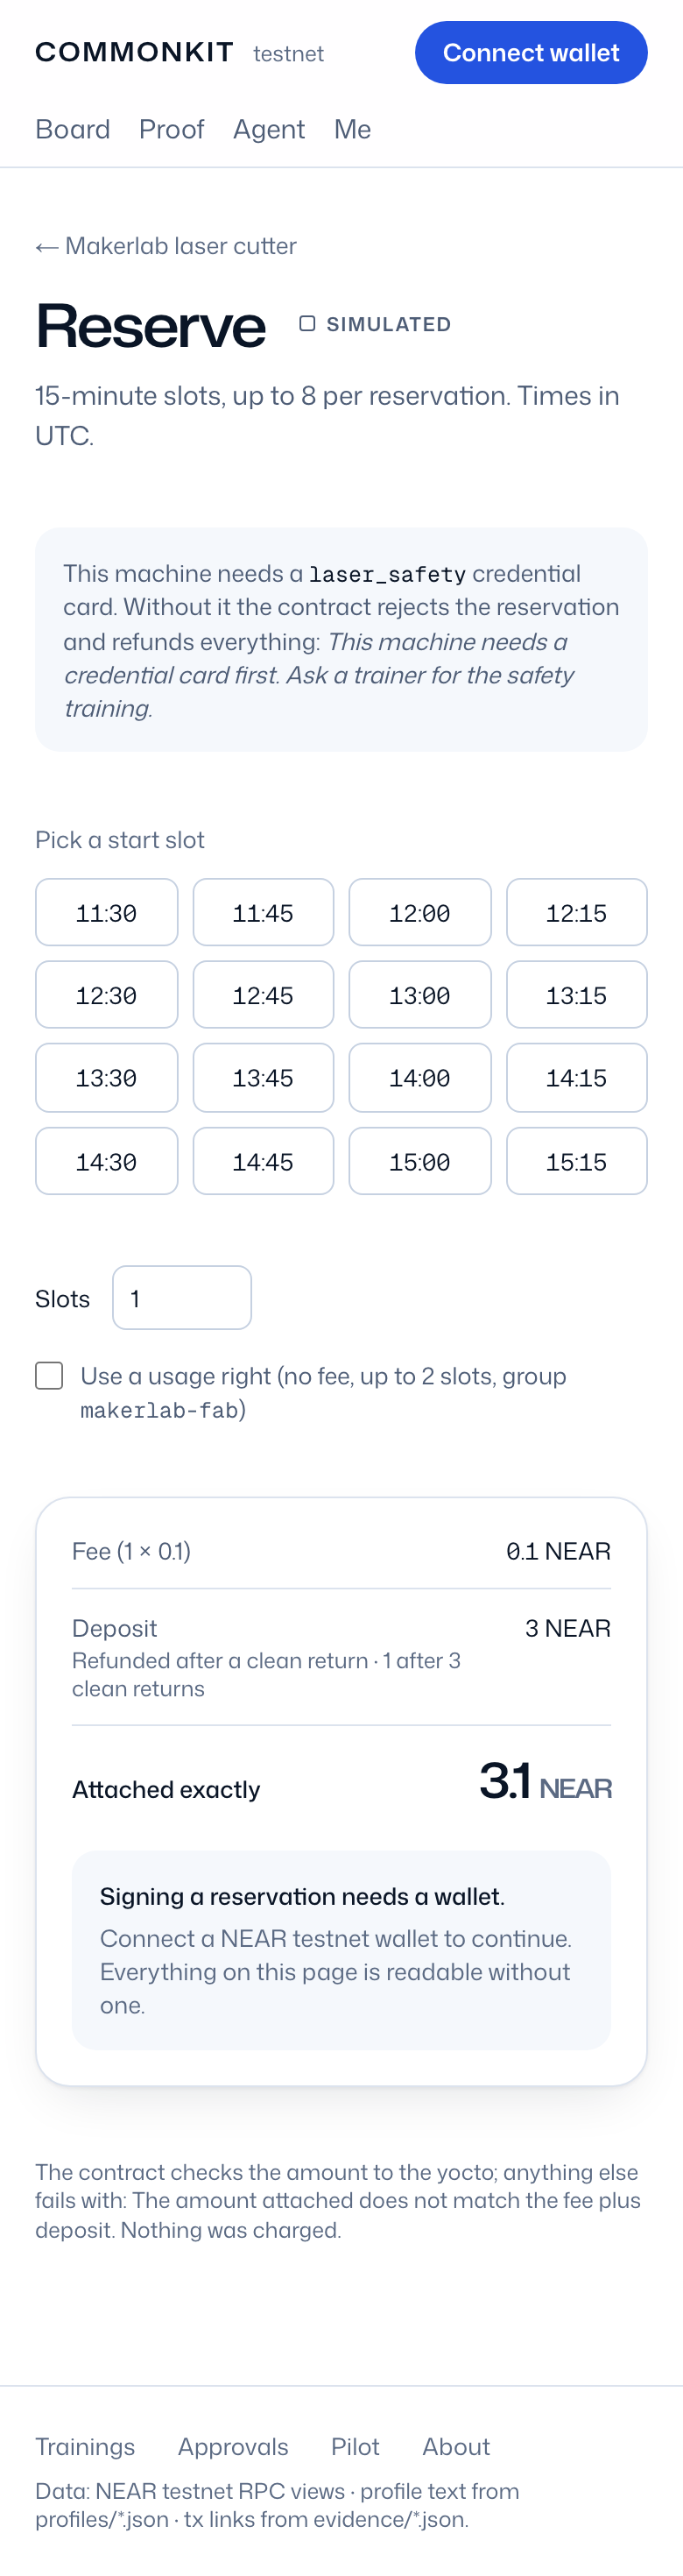 COMMONKIT testnet Connect wallet
Board Proof Agent Me
← Makerlab laser cutter
Reserve SIMULATED
15-minute slots, up to 8 per reservation. Times in
UTC.
This machine needs a laser_safety credential
card. Without it the contract rejects the reservation
and refunds everything: This machine needs a
credential card first. Ask a trainer for the safety
training.
Pick a start slot
11:30 11:45 12:00 12:15
12:30 12:45 13:00 13:15
13:30 13:45 14:00 14:15
14:30 14:45 15:00 15:15
Slots 1
Use a usage right (no fee, up to 2 slots, group
makerlab-fab)
Fee (1 × 0.1) 0.1 NEAR
Deposit 3 NEAR
Refunded after a clean return · 1 after 3
clean returns
Attached exactly 3.1 NEAR
Signing a reservation needs a wallet.
Connect a NEAR testnet wallet to continue.
Everything on this page is readable without
one.
The contract checks the amount to the yocto; anything else
fails with: The amount attached does not match the fee plus
deposit. Nothing was charged.
Trainings Approvals Pilot About
Data: NEAR testnet RPC views · profile text from
profiles/*.json · tx links from evidence/*.json.